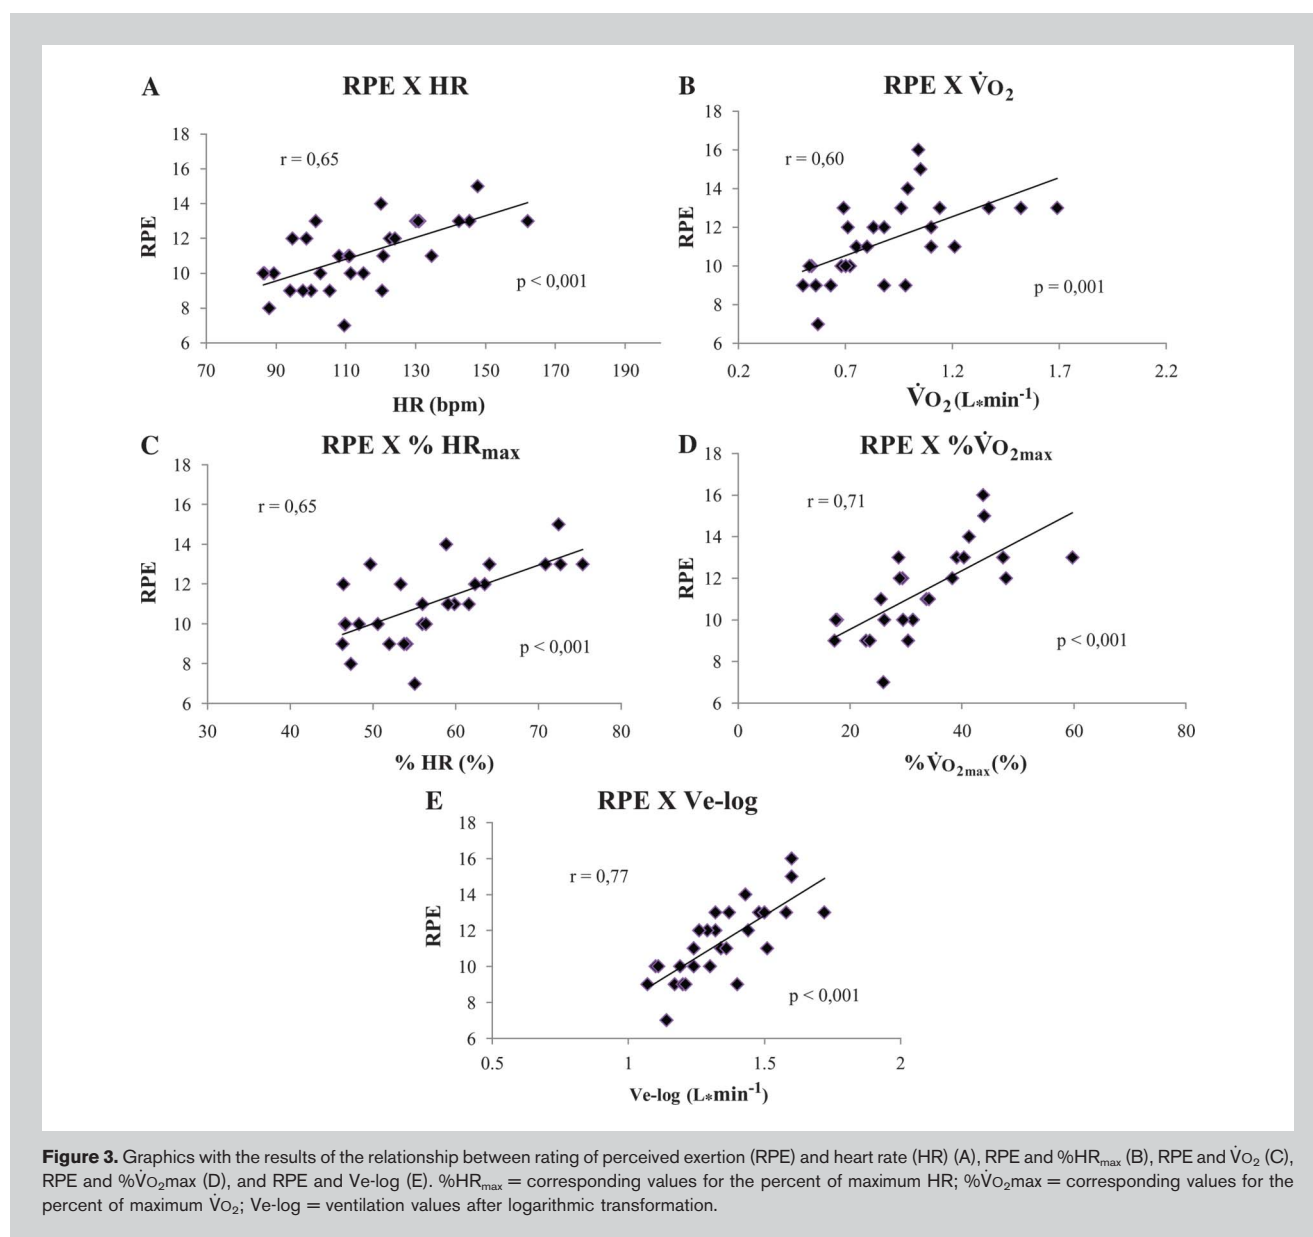 A
RPE X HR
18
16
14
12
10
8
6
RPE
r = 0,65
p < 0,001
70 90 110 130 150 170 190
HR (bpm)
B
RPE X V̇O2
18
16
14
12
10
8
6
RPE
r = 0,60
p = 0,001
0.2 0.7 1.2 1.7 2.2
V̇O2(L*min-1)
C
RPE X % HRmax
18
16
14
12
10
8
6
RPE
r = 0,65
p < 0,001
30 40 50 60 70 80
% HR (%)
D
RPE X %V̇O2max
18
16
14
12
10
8
6
RPE
r = 0,71
p < 0,001
0 20 40 60 80
%V̇O2max(%)
E
RPE X Ve-log
18
16
14
12
10
8
6
RPE
r = 0,77
p < 0,001
0.5 1 1.5 2
Ve-log (L*min-1)
Figure 3. Graphics with the results of the relationship between rating of perceived exertion (RPE) and heart rate (HR) (A), RPE and %HRmax (B), RPE and V̇O2 (C),
RPE and %V̇O2max (D), and RPE and Ve-log (E). %HRmax = corresponding values for the percent of maximum HR; %V̇O2max = corresponding values for the
percent of maximum V̇O2; Ve-log = ventilation values after logarithmic transformation.